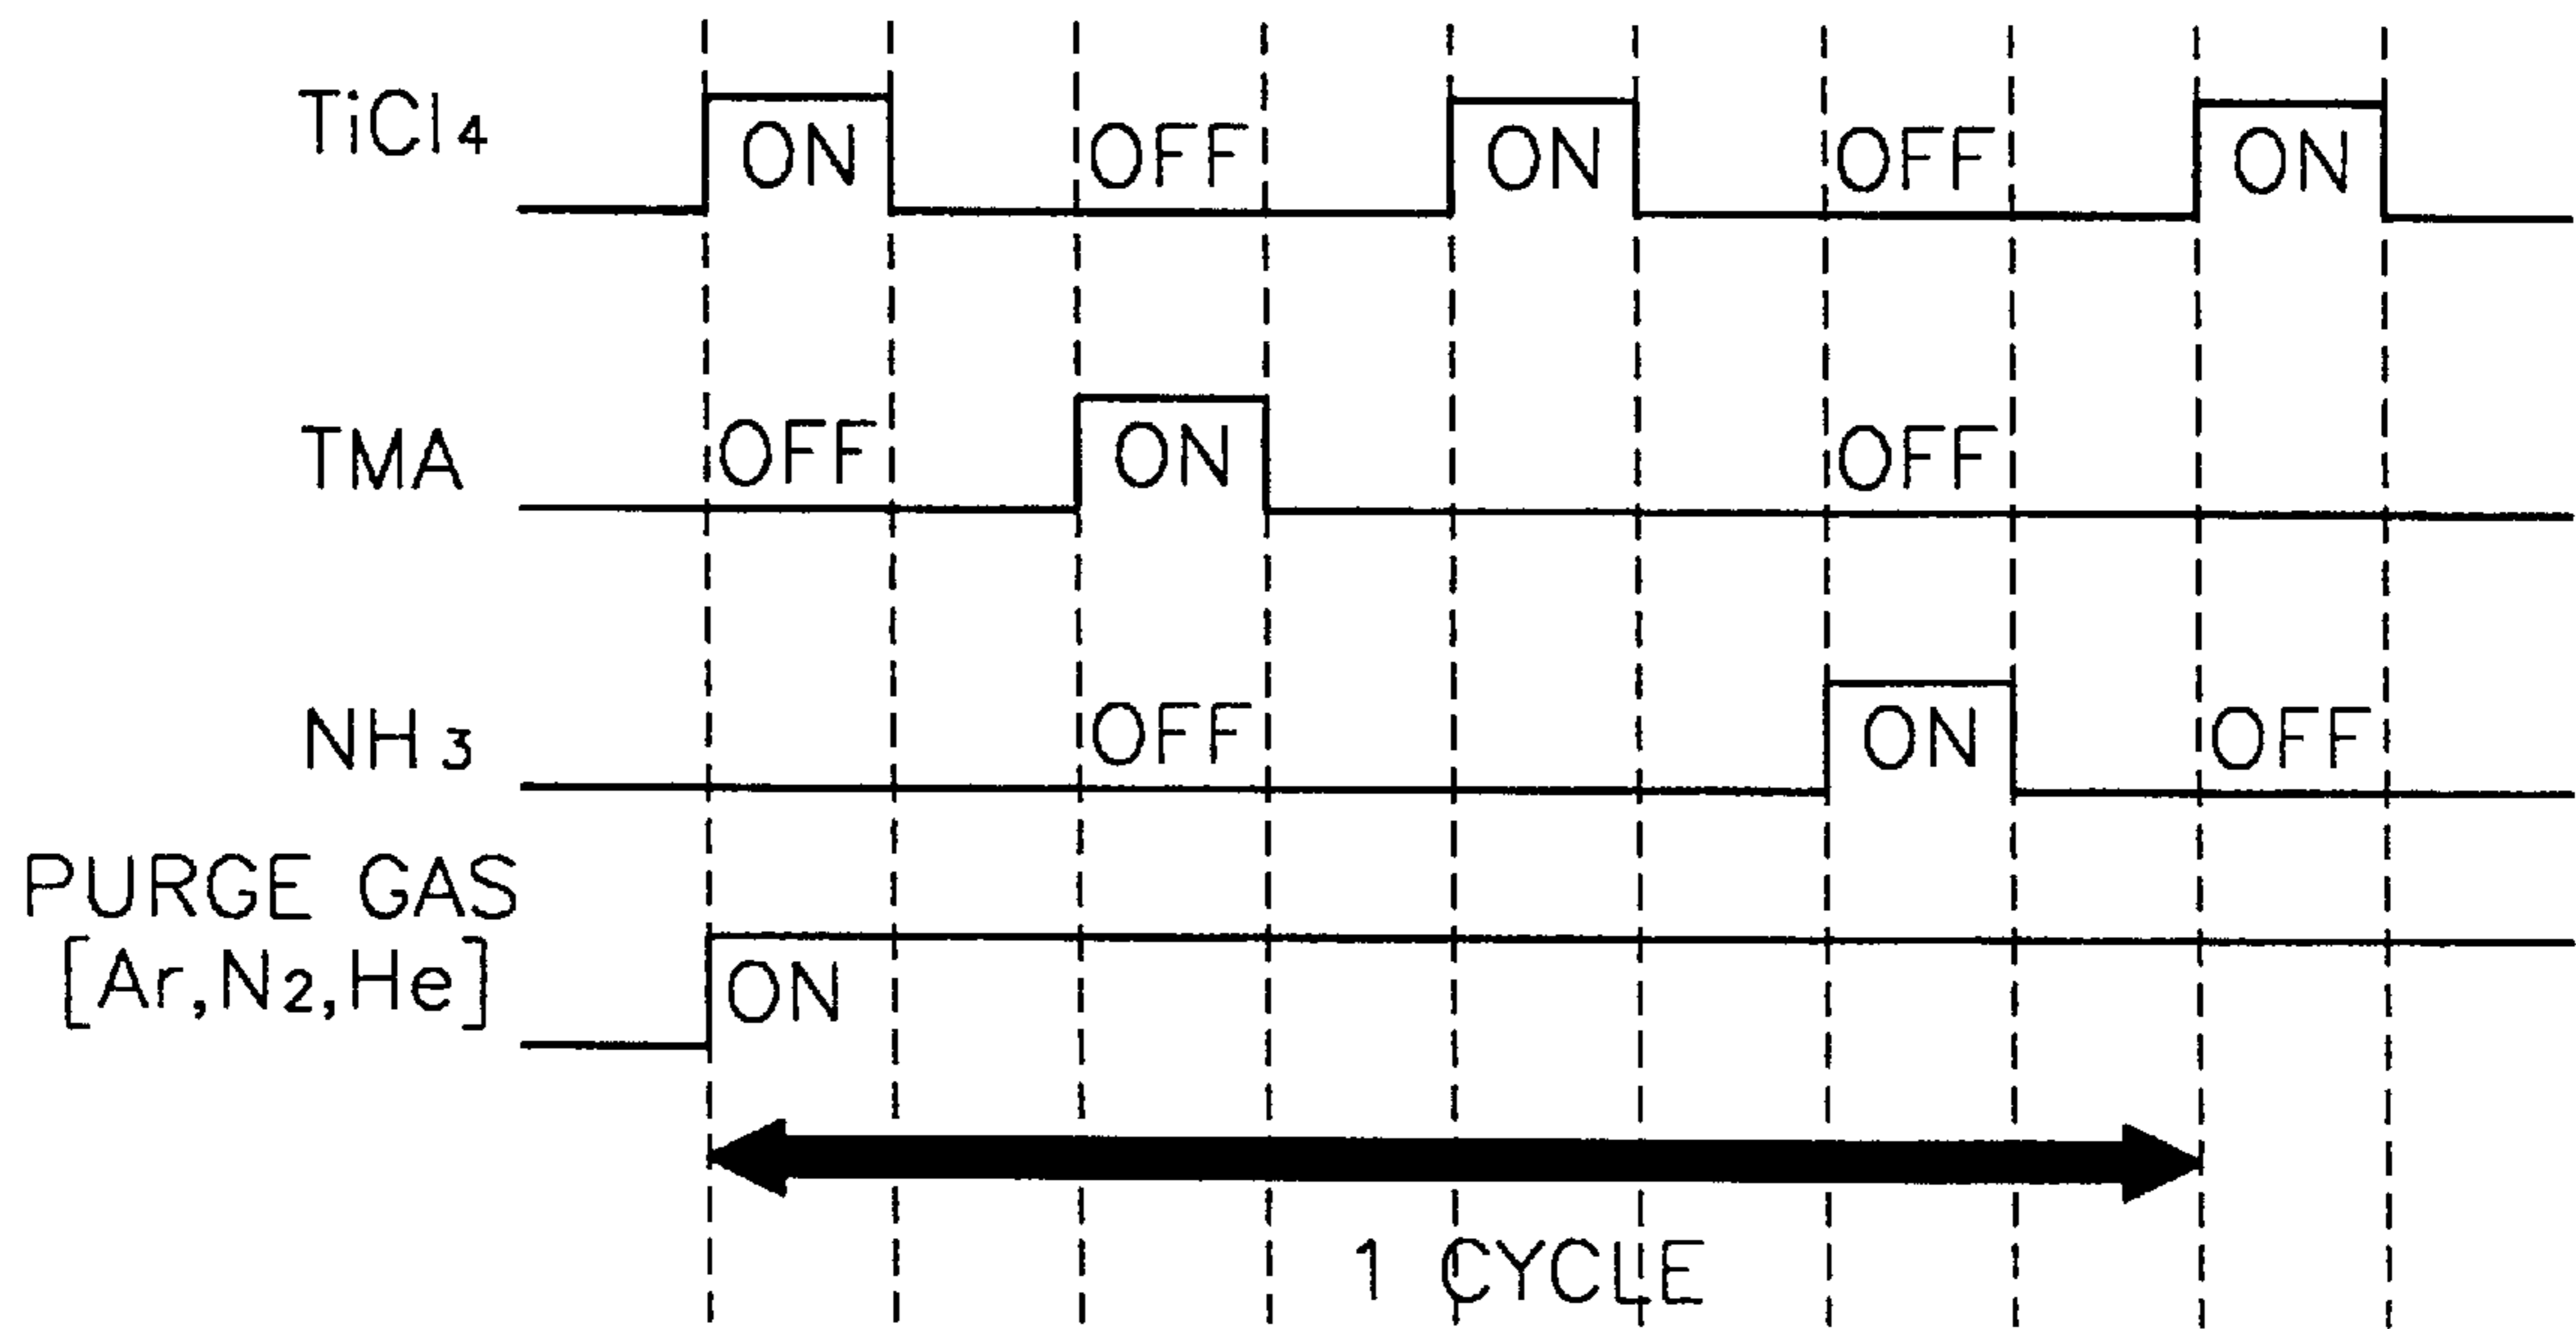 TiCl4 ON OFF ON OFF ON
TMA OFF ON OFF
NH3 OFF ON OFF
PURGE GAS
[Ar,N2,He] ON
1 CYCLE